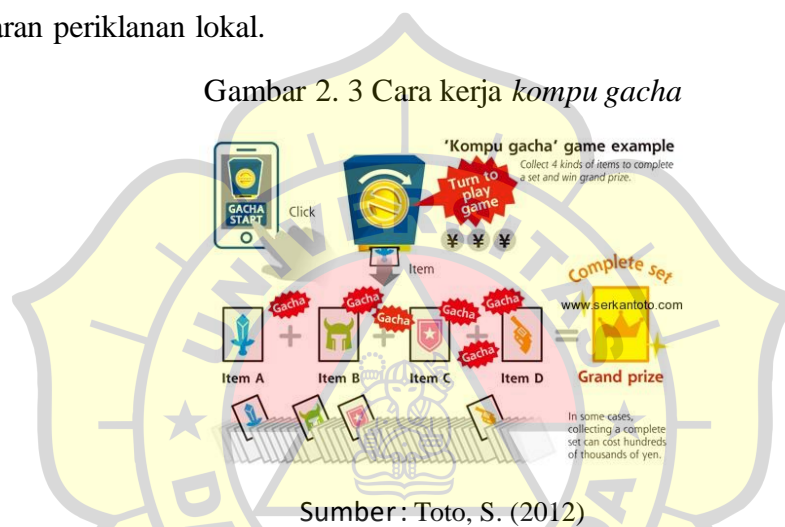 aran periklanan lokal.
Gambar 2. 3 Cara kerja kompu gacha
'Kompu gacha' game example
Collect 4 kinds of items to complete
a set and win grand prize.
Turn to
play
game
GACHA
START
Click
¥ ¥ ¥
Item
Complete set
www.serkantoto.com
Gacha
Gacha
Gacha
Gacha
Gacha
Gacha
+ + + =
Item A
Item B
Item C
Item D
Grand prize
In some cases,
collecting a complete
set can cost hundreds
of thousands of yen.
Sumber: Toto, S. (2012)
UNIVERSITAS